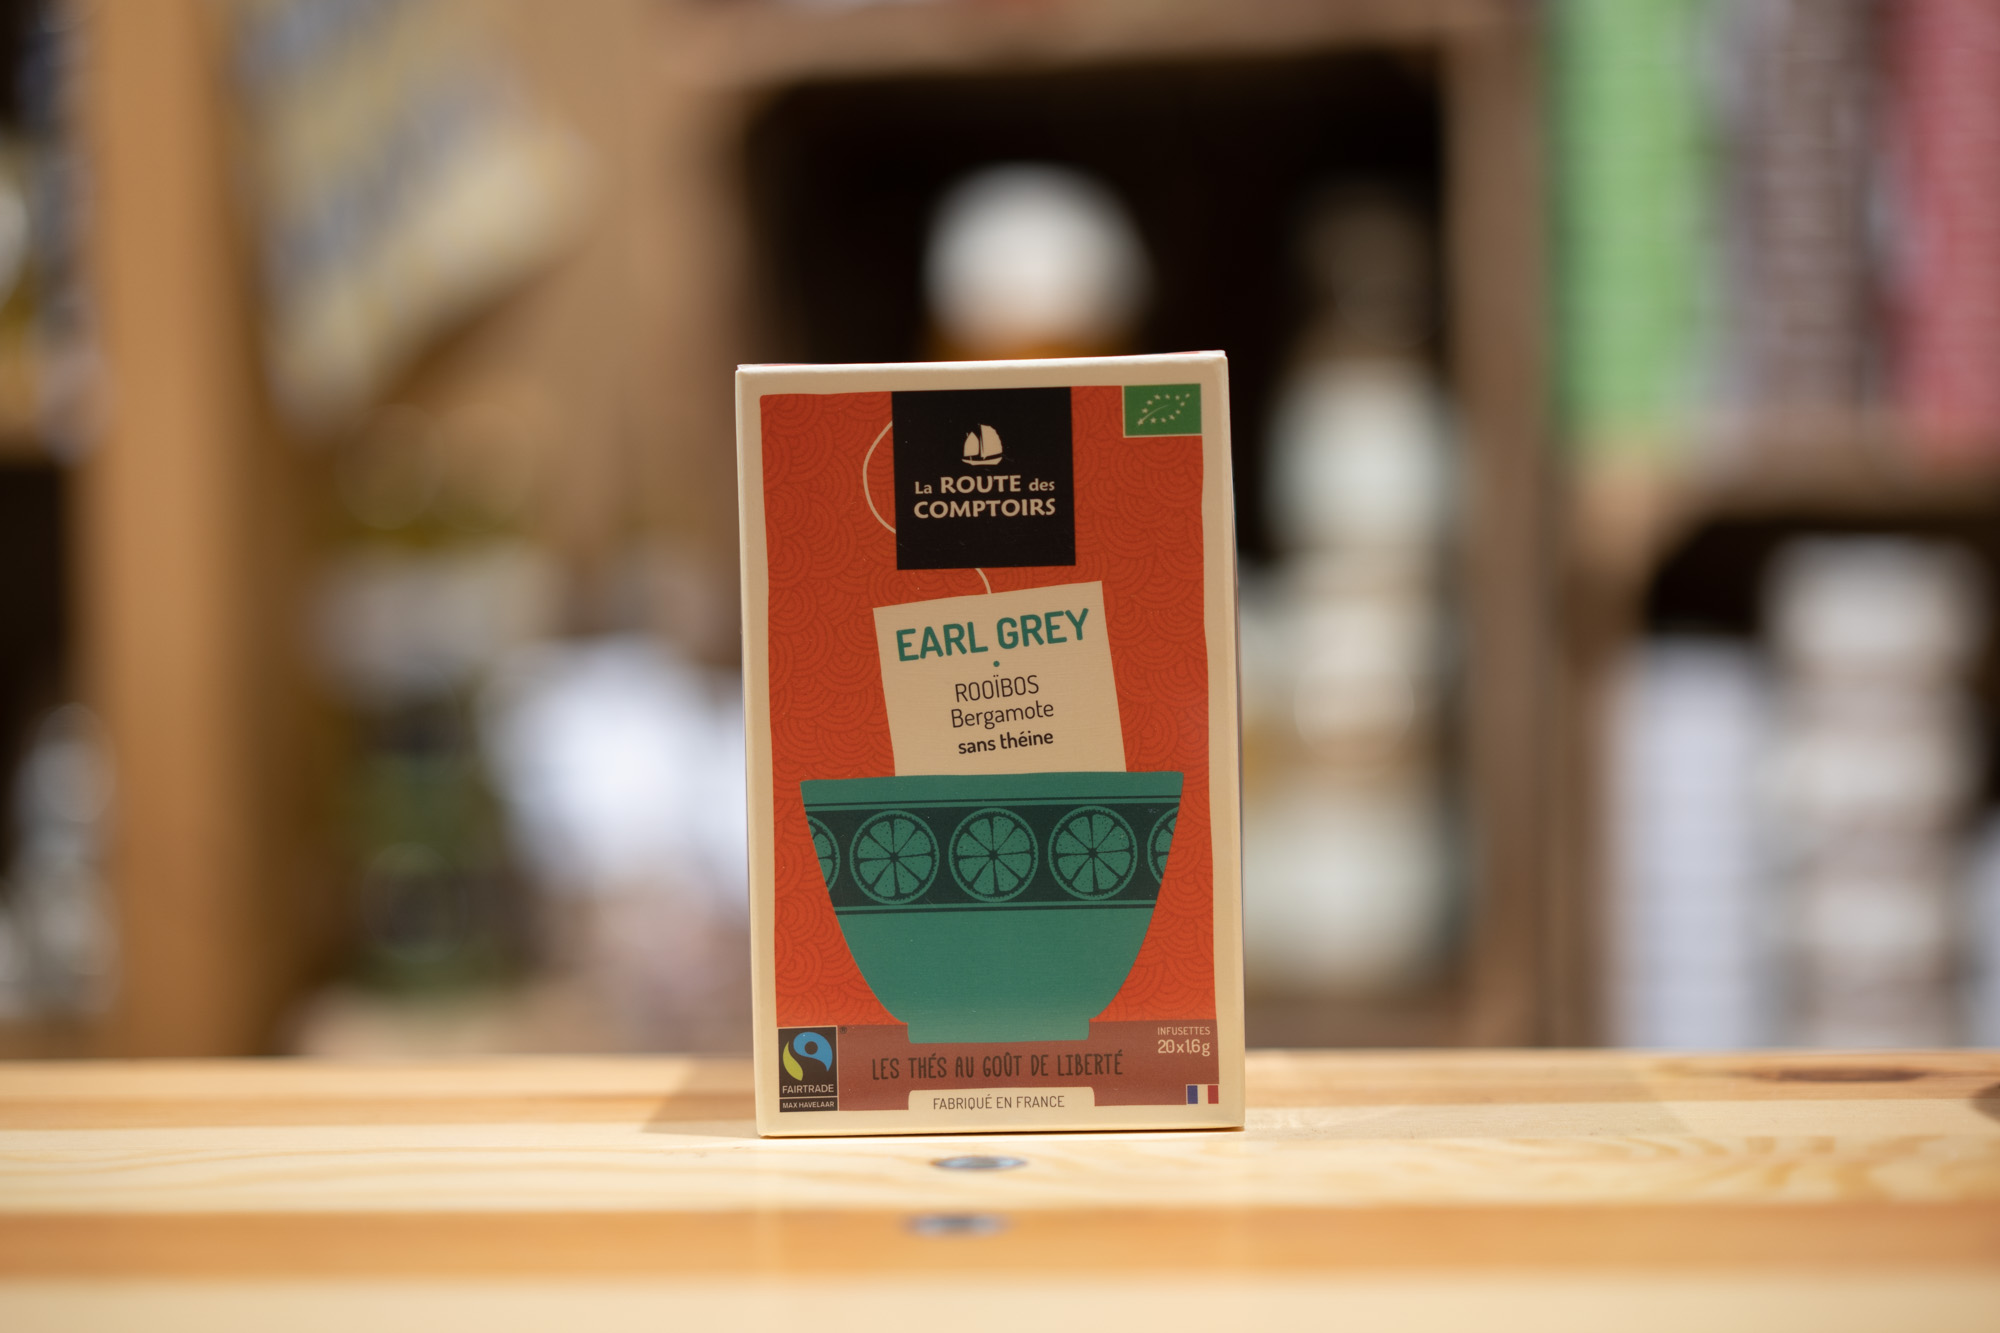 La ROUTE des
COMPTOIRS
EARL GREY
•
ROOÏBOS
Bergamote
sans théine
INFUSETTES
20x1,6g
LES THÉS AU GOÛT DE LIBERTÉ
FAIRTRADE
MAX HAVELAAR
FABRIQUÉ EN FRANCE